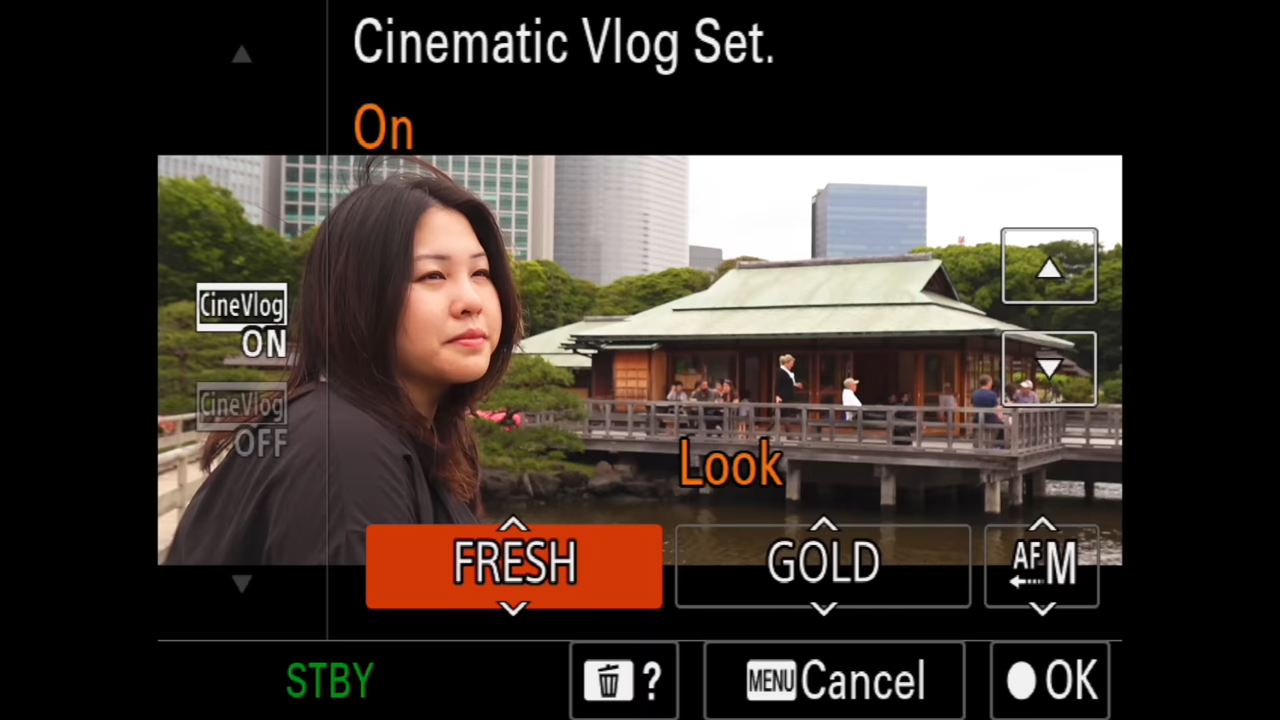 Cinematic Vlog Set.
On
CineVlog
ON
CineVlog
OFF
Look
FRESH
GOLD
AF M
STBY
?
MENU Cancel
OK